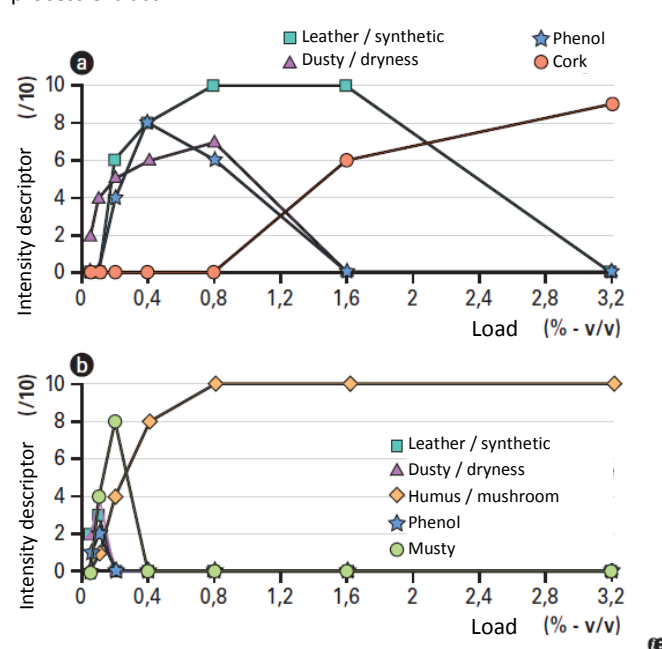 Leather / synthetic
Phenol
Dusty / dryness
Cork
a
Intensity descriptor (/10)
10
8
6
4
2
0
0 0,4 0,8 1,2 1,6 2 2,4 2,8 3,2
Load (% - v/v)
b
Intensity descriptor (/10)
10
8
6
4
2
0
Leather / synthetic
Dusty / dryness
Humus / mushroom
Phenol
Musty
0 0,4 0,8 1,2 1,6 2 2,4 2,8 3,2
Load (% - v/v)